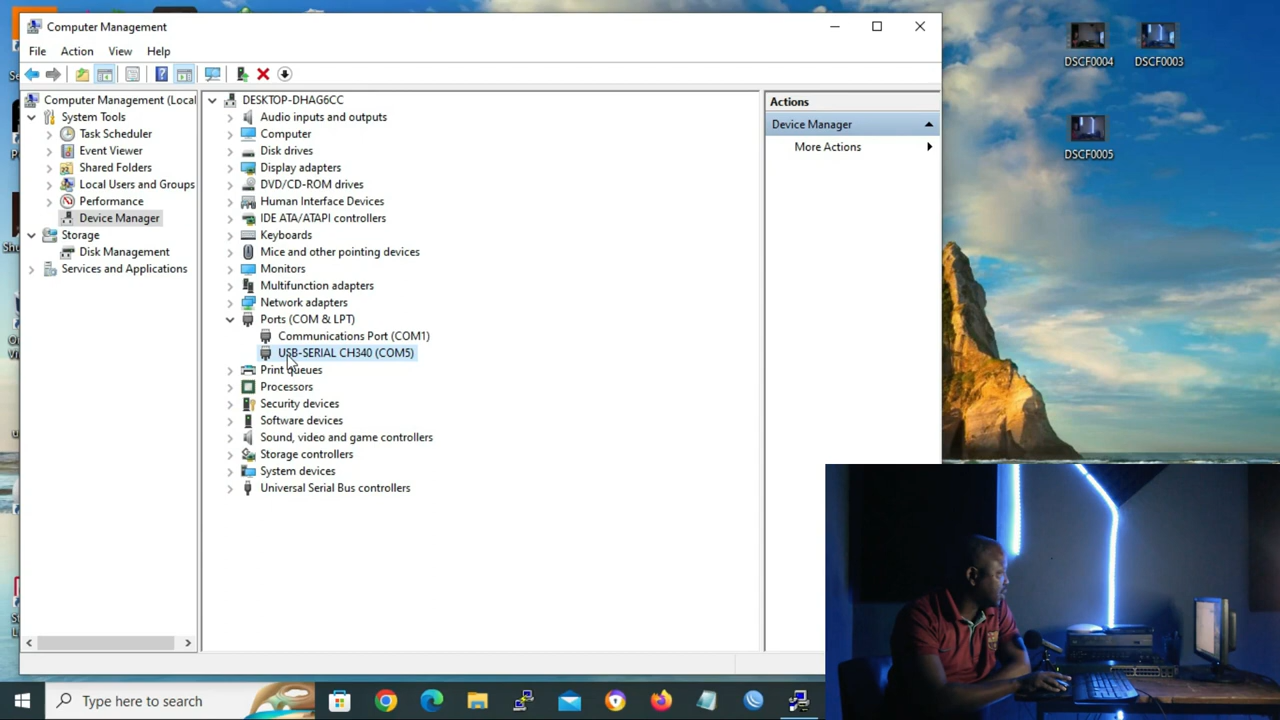 Computer Management
File Action View Help
Computer Management (Local
System Tools
Task Scheduler
Event Viewer
Shared Folders
Local Users and Groups
Performance
Device Manager
Storage
Disk Management
Services and Applications
DESKTOP-DHAG6CC
Audio inputs and outputs
Computer
Disk drives
Display adapters
DVD/CD-ROM drives
Human Interface Devices
IDE ATA/ATAPI controllers
Keyboards
Mice and other pointing devices
Monitors
Multifunction adapters
Network adapters
Ports (COM & LPT)
Communications Port (COM1)
USB-SERIAL CH340 (COM5)
Print queues
Processors
Security devices
Software devices
Sound, video and game controllers
Storage controllers
System devices
Universal Serial Bus controllers
Actions
Device Manager
More Actions
DSCF0004 DSCF0003
DSCF0005
Type here to search